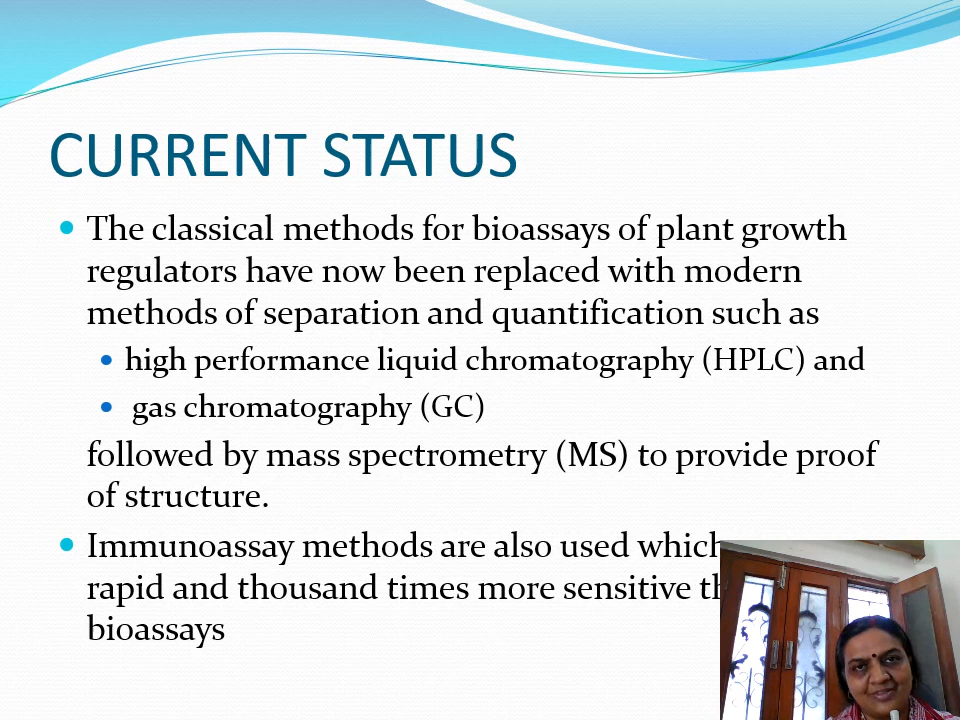 CURRENT STATUS
The classical methods for bioassays of plant growth
regulators have now been replaced with modern
methods of separation and quantification such as
high performance liquid chromatography (HPLC) and
gas chromatography (GC)
followed by mass spectrometry (MS) to provide proof
of structure.
Immunoassay methods are also used which
rapid and thousand times more sensitive
bioassays